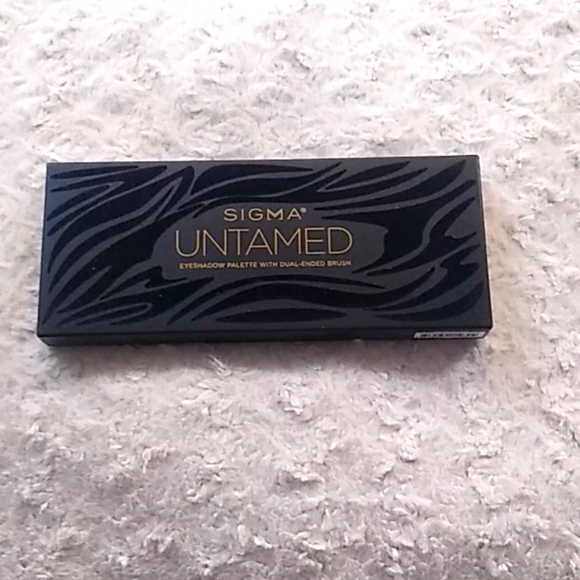 SIGMA®
UNTAMED
EYESHADOW PALETTE WITH DUAL-ENDED BRUSH